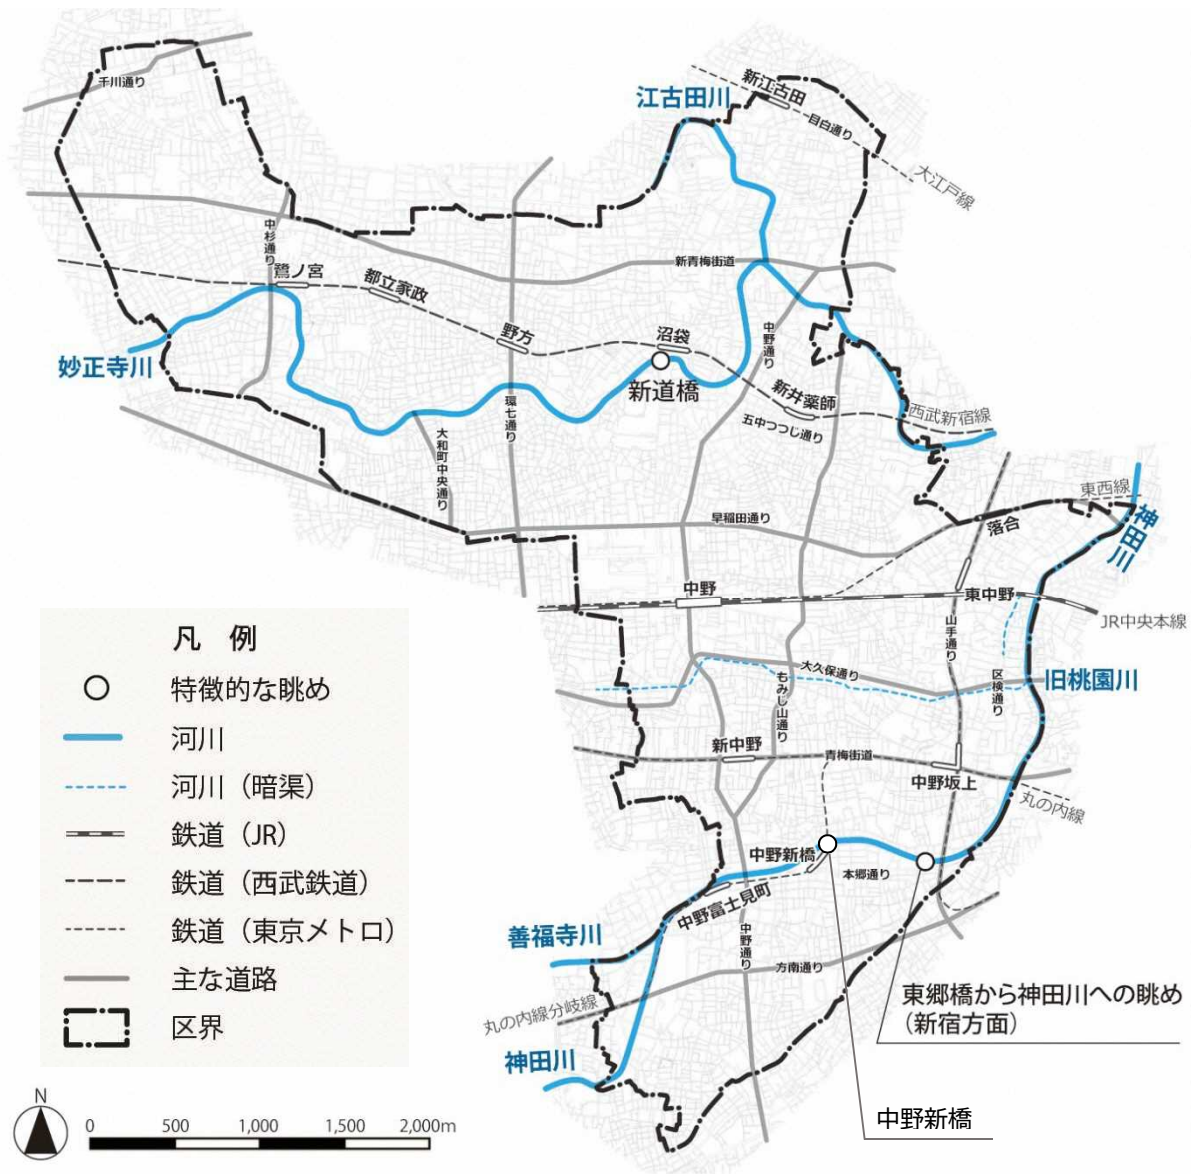 千川通り
江古田川
新江古田
目白通り
大江戸線
中杉通り
鷺ノ宮
都立家政
新青梅街道
野方
沼袋
中野通り
妙正寺川
新道橋
新井薬師
環七通り
五中つつじ通り
西武新宿線
大和町中央通り
早稲田通り
落合
東西線
神田川
中野
東中野
JR中央本線
山手通り
大久保通り
もみじ山通り
区検通り
旧桃園川
新中野
青梅街道
中野坂上
丸の内線
中野新橋
本郷通り
中野富士見町
善福寺川
中野通り
方南通り
丸の内線分岐線
神田川
東郷橋から神田川への眺め
（新宿方面）
中野新橋
凡 例
特徴的な眺め
河川
河川（暗渠）
鉄道（JR）
鉄道（西武鉄道）
鉄道（東京メトロ）
主な道路
区界
N
0 500 1,000 1,500 2,000m